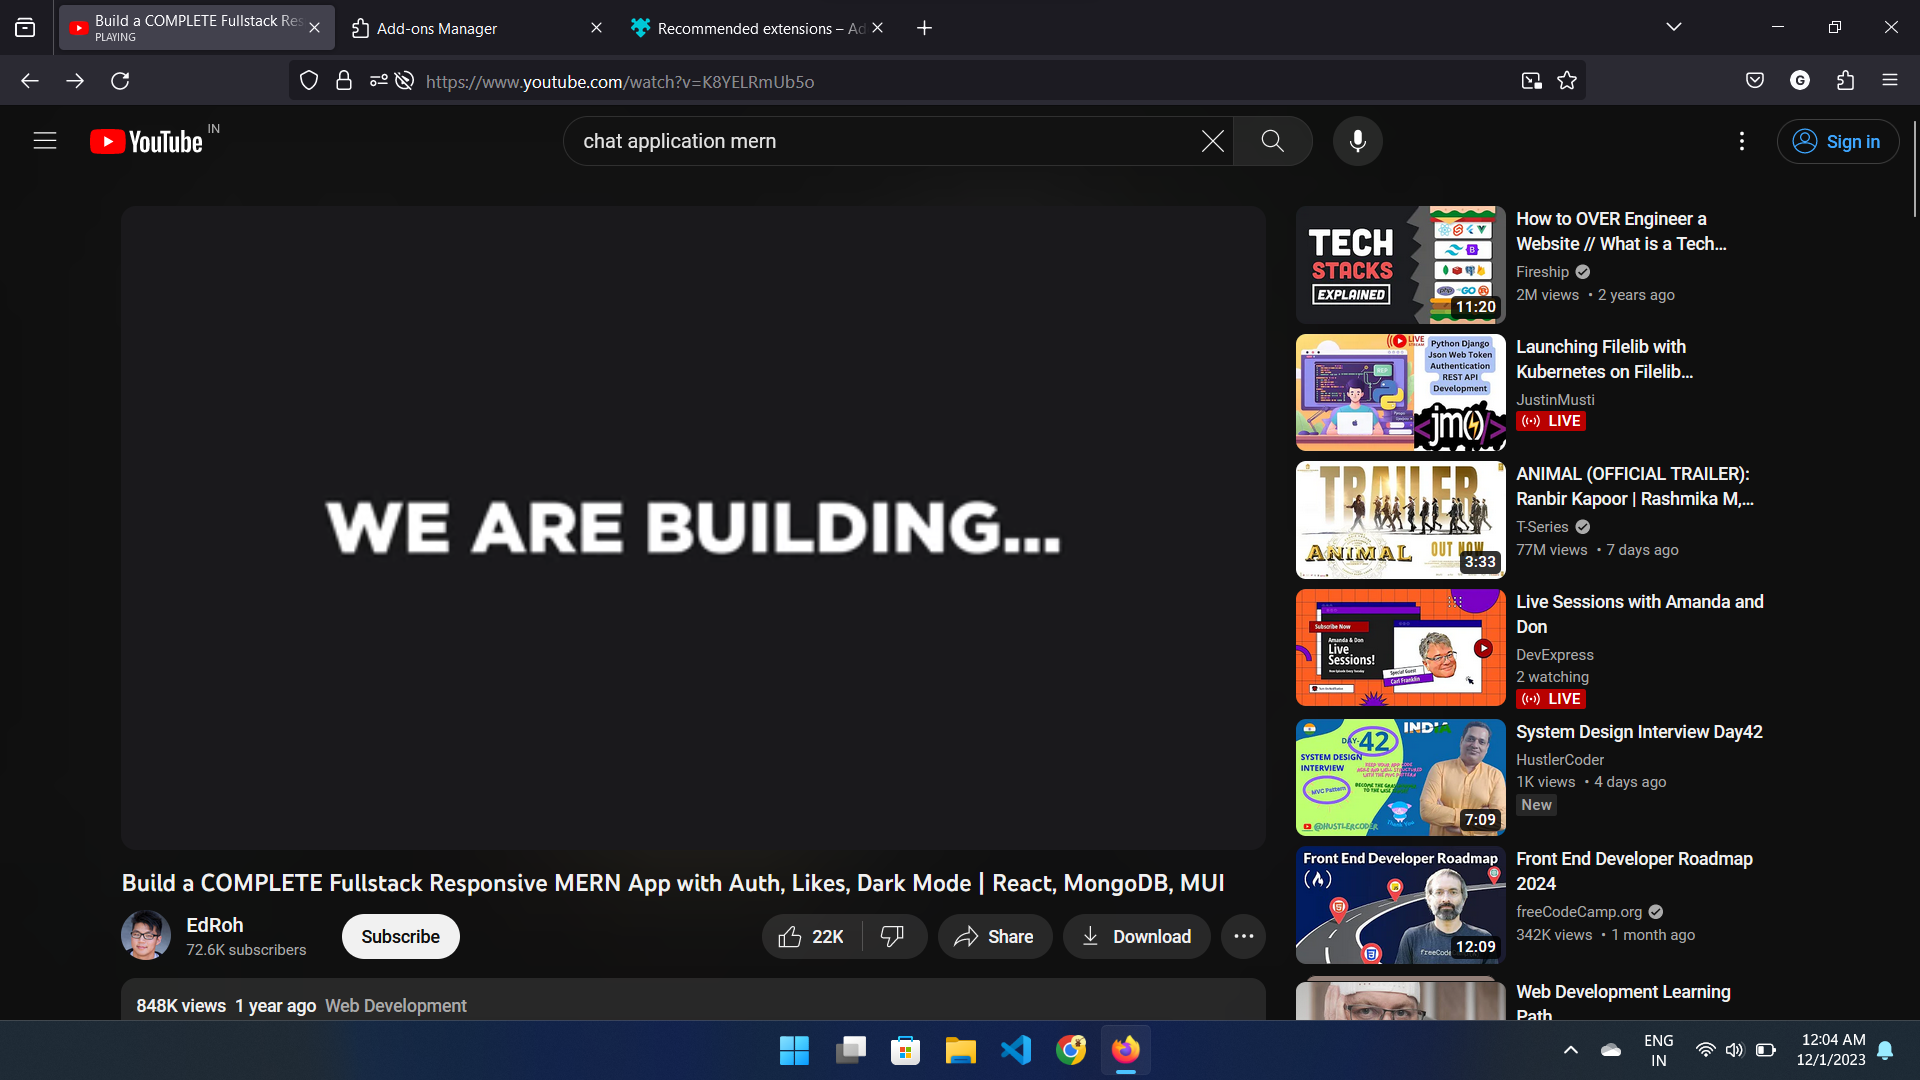 Build a COMPLETE Fullstack Res
PLAYING
Add-ons Manager
Recommended extensions – Ad
https://www.youtube.com/watch?v=K8YELRmUb5o
YouTube IN
chat application mern
Sign in
WE ARE BUILDING...
Build a COMPLETE Fullstack Responsive MERN App with Auth, Likes, Dark Mode | React, MongoDB, MUI
EdRoh
72.6K subscribers
Subscribe
22K
Share
Download
848K views 1 year ago Web Development
TECH
STACKS
EXPLAINED
11:20
How to OVER Engineer a
Website // What is a Tech...
Fireship
2M views • 2 years ago
LIVE
Python Django
Json Web Token
Authentication
REST API
Development
<jm()/>
Launching Filelib with
Kubernetes on Filelib...
JustinMusti
LIVE
TRAILER
ANIMAL OUT NOW
3:33
ANIMAL (OFFICIAL TRAILER):
Ranbir Kapoor | Rashmika M,...
T-Series
77M views • 7 days ago
Subscribe Now
Amanda & Don
Live
Sessions!
Special Guest
Carl Franklin
Live Sessions with Amanda and
Don
DevExpress
2 watching
LIVE
INDIA
DAY-42
SYSTEM DESIGN
INTERVIEW
MVC Pattern
@HUSTLERCODER
7:09
System Design Interview Day42
HustlerCoder
1K views • 4 days ago
New
Front End Developer Roadmap
12:09
Front End Developer Roadmap
2024
freeCodeCamp.org
342K views • 1 month ago
Web Development Learning
Path
ENG
IN
12:04 AM
12/1/2023